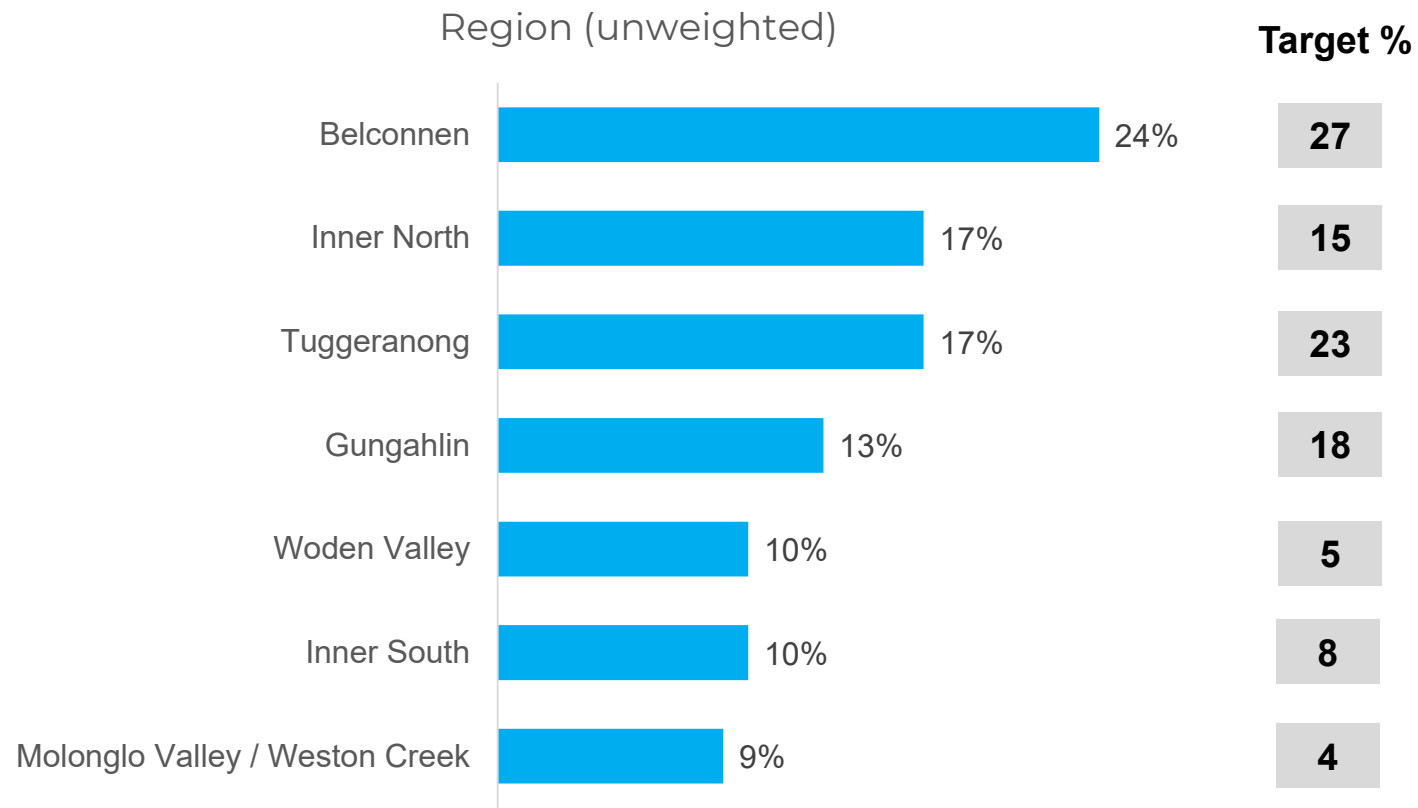 Region (unweighted)
Target %
Belconnen 24% 27
Inner North 17% 15
Tuggeranong 17% 23
Gungahlin 13% 18
Woden Valley 10% 5
Inner South 10% 8
Molonglo Valley / Weston Creek 9% 4